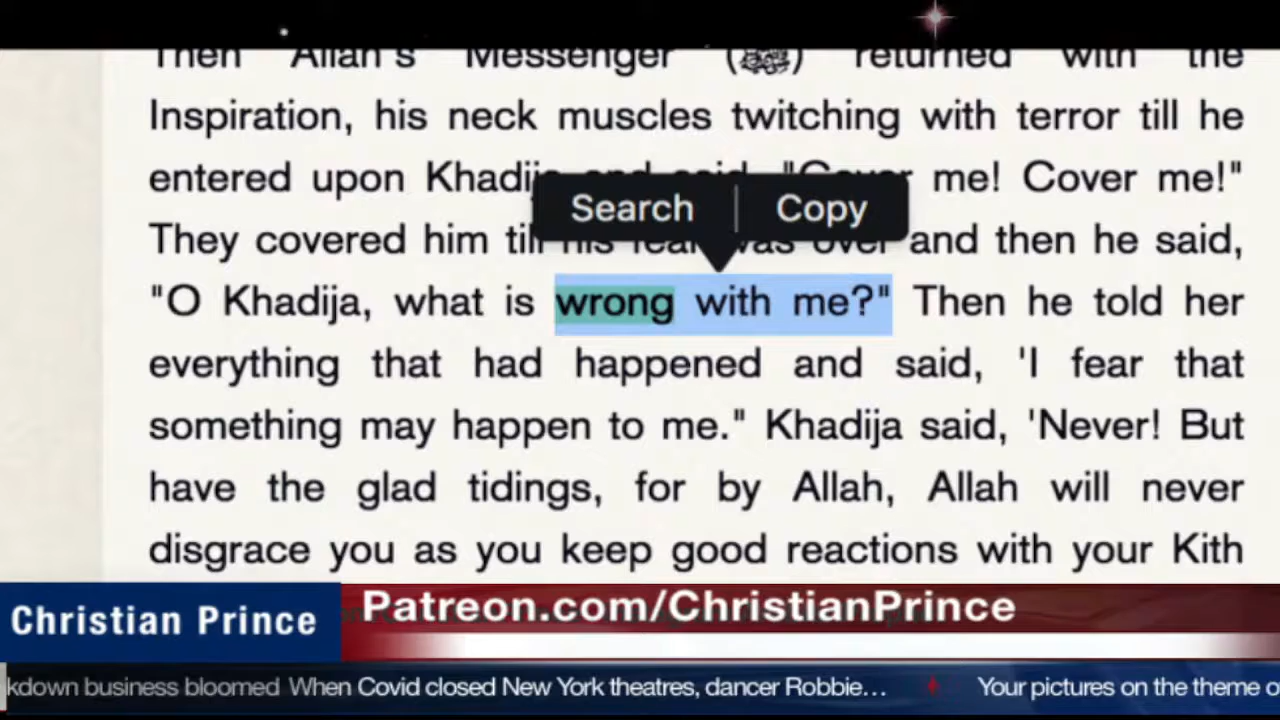 Then Allah's Messenger (ﷺ) returned with the
Inspiration, his neck muscles twitching with terror till he
entered upon Khadija and said, "Cover me! Cover me!"
Search Copy
They covered him till his fear was over and then he said,
"O Khadija, what is wrong with me?" Then he told her
everything that had happened and said, 'I fear that
something may happen to me." Khadija said, 'Never! But
have the glad tidings, for by Allah, Allah will never
disgrace you as you keep good reactions with your Kith
Christian Prince
Patreon.com/ChristianPrince
kdown business bloomed When Covid closed New York theatres, dancer Robbie… Your pictures on the theme o